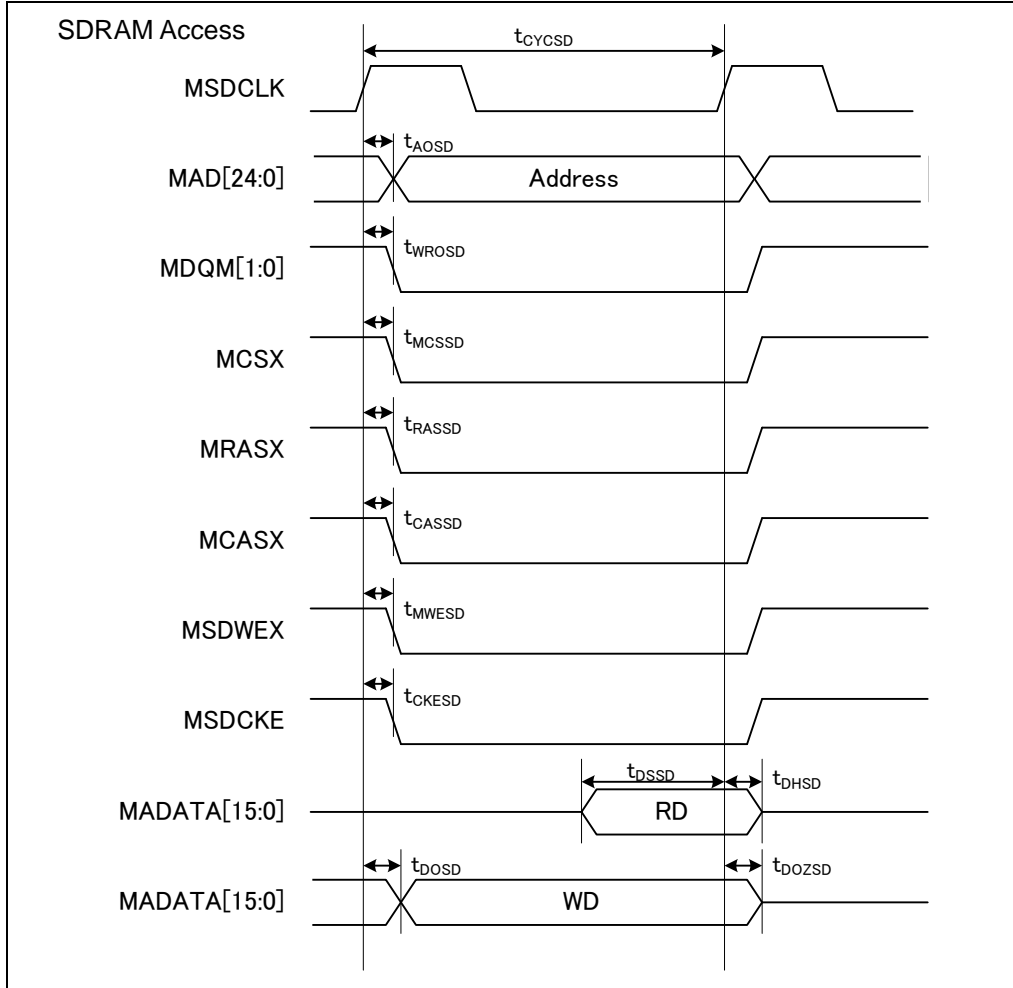 SDRAM Access
tCYCSD
MSDCLK
tAOSD
MAD[24:0]
Address
tWROSD
MDQM[1:0]
tMCSSD
MCSX
tRASSD
MRASX
tCASSD
MCASX
tMWESD
MSDWEX
tCKESD
MSDCKE
tDSSD
tDHSD
MADATA[15:0]
RD
tDOSD
tDOZSD
MADATA[15:0]
WD